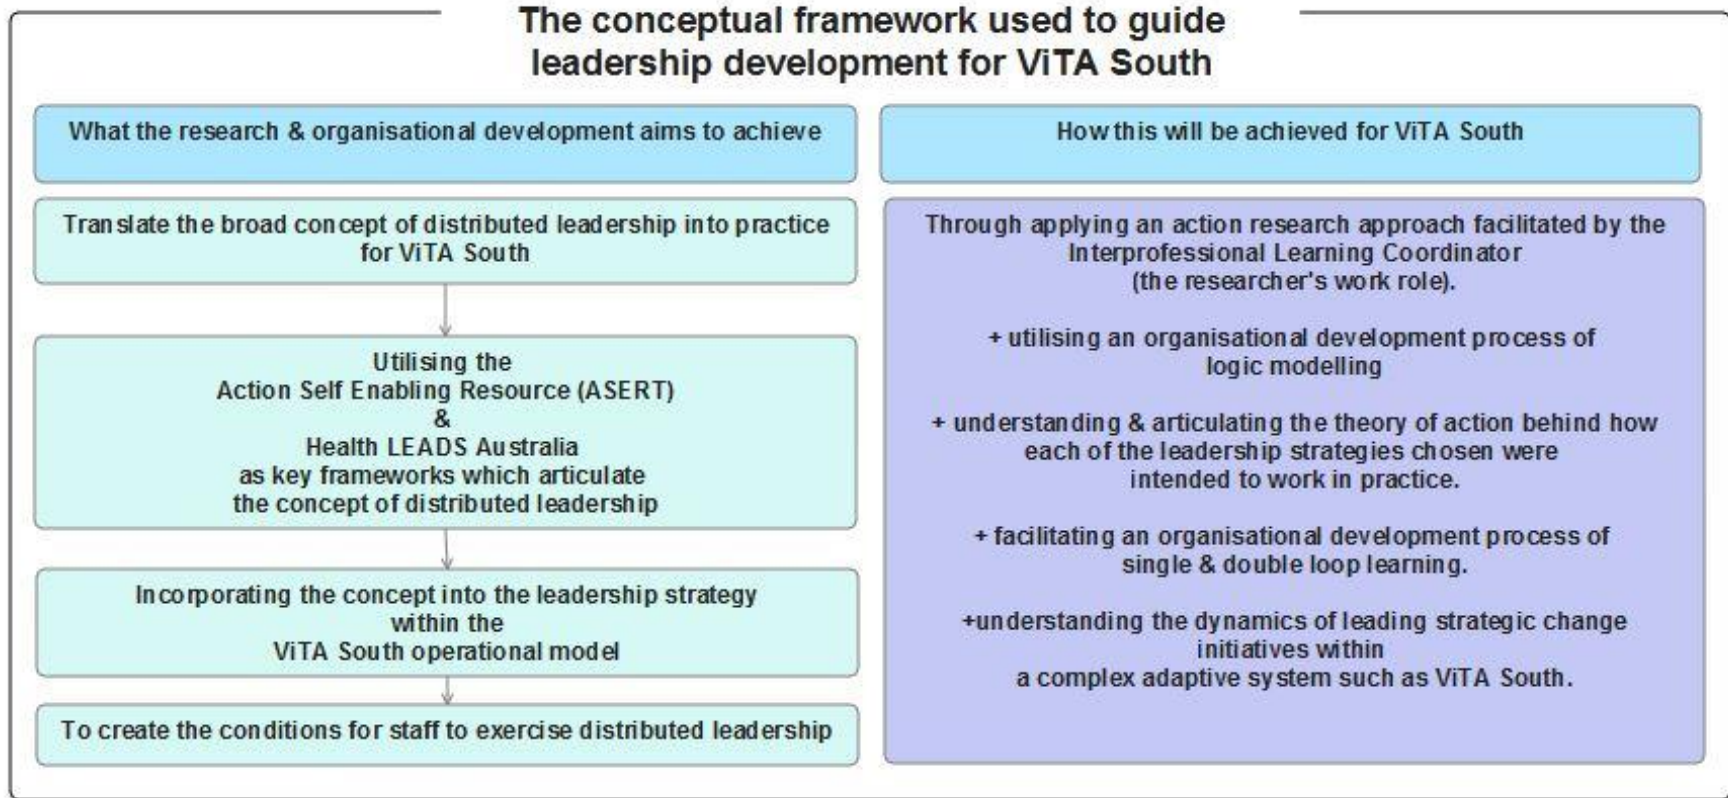 The conceptual framework used to guide
leadership development for ViTA South
What the research & organisational development aims to achieve
Translate the broad concept of distributed leadership into practice
for ViTA South
Utilising the
Action Self Enabling Resource (ASERT)
&
Health LEADS Australia
as key frameworks which articulate
the concept of distributed leadership
Incorporating the concept into the leadership strategy
within the
ViTA South operational model
To create the conditions for staff to exercise distributed leadership
How this will be achieved for ViTA South
Through applying an action research approach facilitated by the
Interprofessional Learning Coordinator
(the researcher's work role).
+ utilising an organisational development process of
logic modelling
+ understanding & articulating the theory of action behind how
each of the leadership strategies chosen were
intended to work in practice.
+ facilitating an organisational development process of
single & double loop learning.
+understanding the dynamics of leading strategic change
initiatives within
a complex adaptive system such as ViTA South.